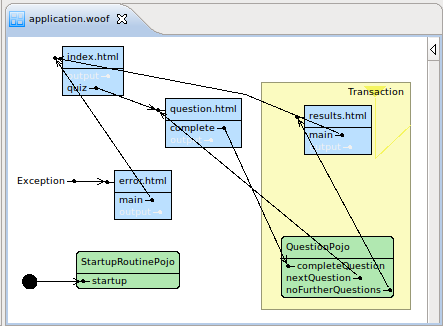 application.woof
index.html
output
quiz
Transaction
question.html
complete
output
results.html
main
output
Exception
error.html
main
output
QuestionPojo
completeQuestion
nextQuestion
noFurtherQuestions
StartupRoutinePojo
startup